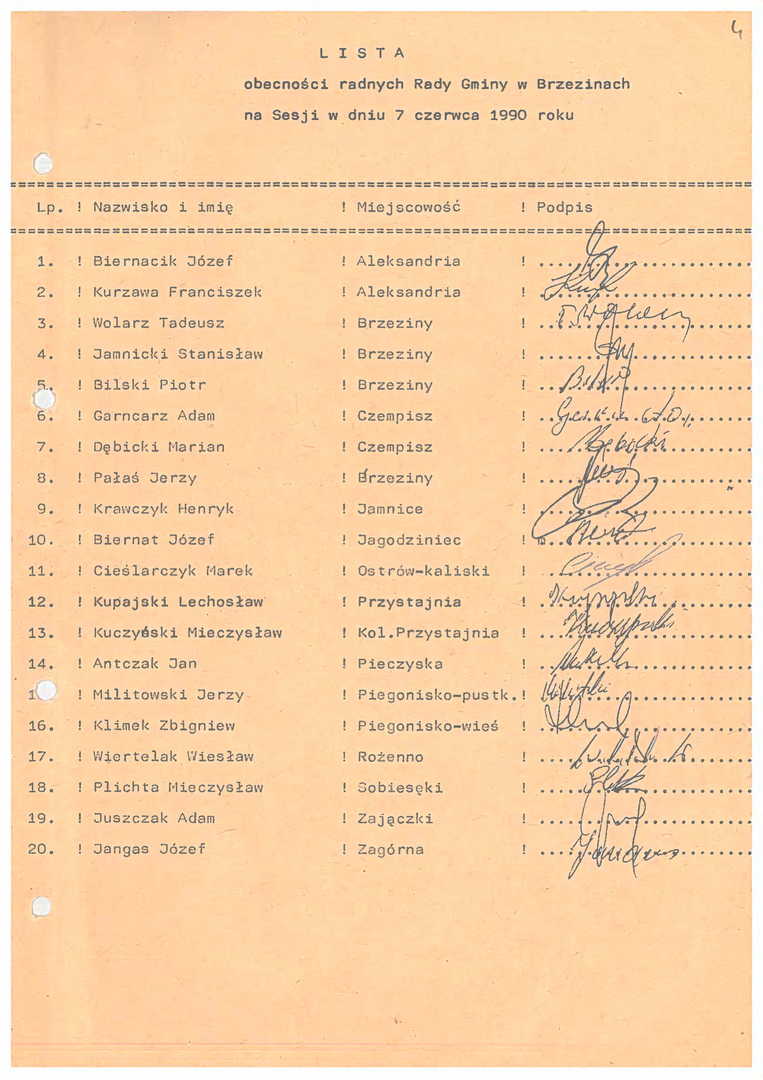 4
L I S T A
obecności radnych Rady Gminy w Brzezinach
na Sesji w dniu 7 czerwca 1990 roku
Lp. ! Nazwisko i imię ! Miejscowość ! Podpis
1. ! Biernacik Józef ! Aleksandria !
2. ! Kurzawa Franciszek ! Aleksandria !
3. ! Wolarz Tadeusz ! Brzeziny !
4. ! Jamnicki Stanisław ! Brzeziny !
5. ! Bilski Piotr ! Brzeziny !
6. ! Garncarz Adam ! Czempisz !
7. ! Dębicki Marian ! Czempisz ! Dębicki
8. ! Pałaś Jerzy ! Brzeziny !
9. ! Krawczyk Henryk ! Jamnice !
10. ! Biernat Józef ! Jagodziniec !
11. ! Cieślarczyk Marek ! Ostrów-kaliski !
12. ! Kupajski Lechosław ! Przystajnia !
13. ! Kuczyński Mieczysław ! Kol.Przystajnia !
14. ! Antczak Jan ! Pieczyska !
1 ! Militowski Jerzy ! Piegonisko-pustk. !
16. ! Klimek Zbigniew ! Piegonisko-wieś !
17. ! Wiertelak Wiesław ! Rożenno !
18. ! Plichta Mieczysław ! Sobiesęki !
19. ! Juszczak Adam ! Zajączki !
20. ! Jangas Józef ! Zagórna !